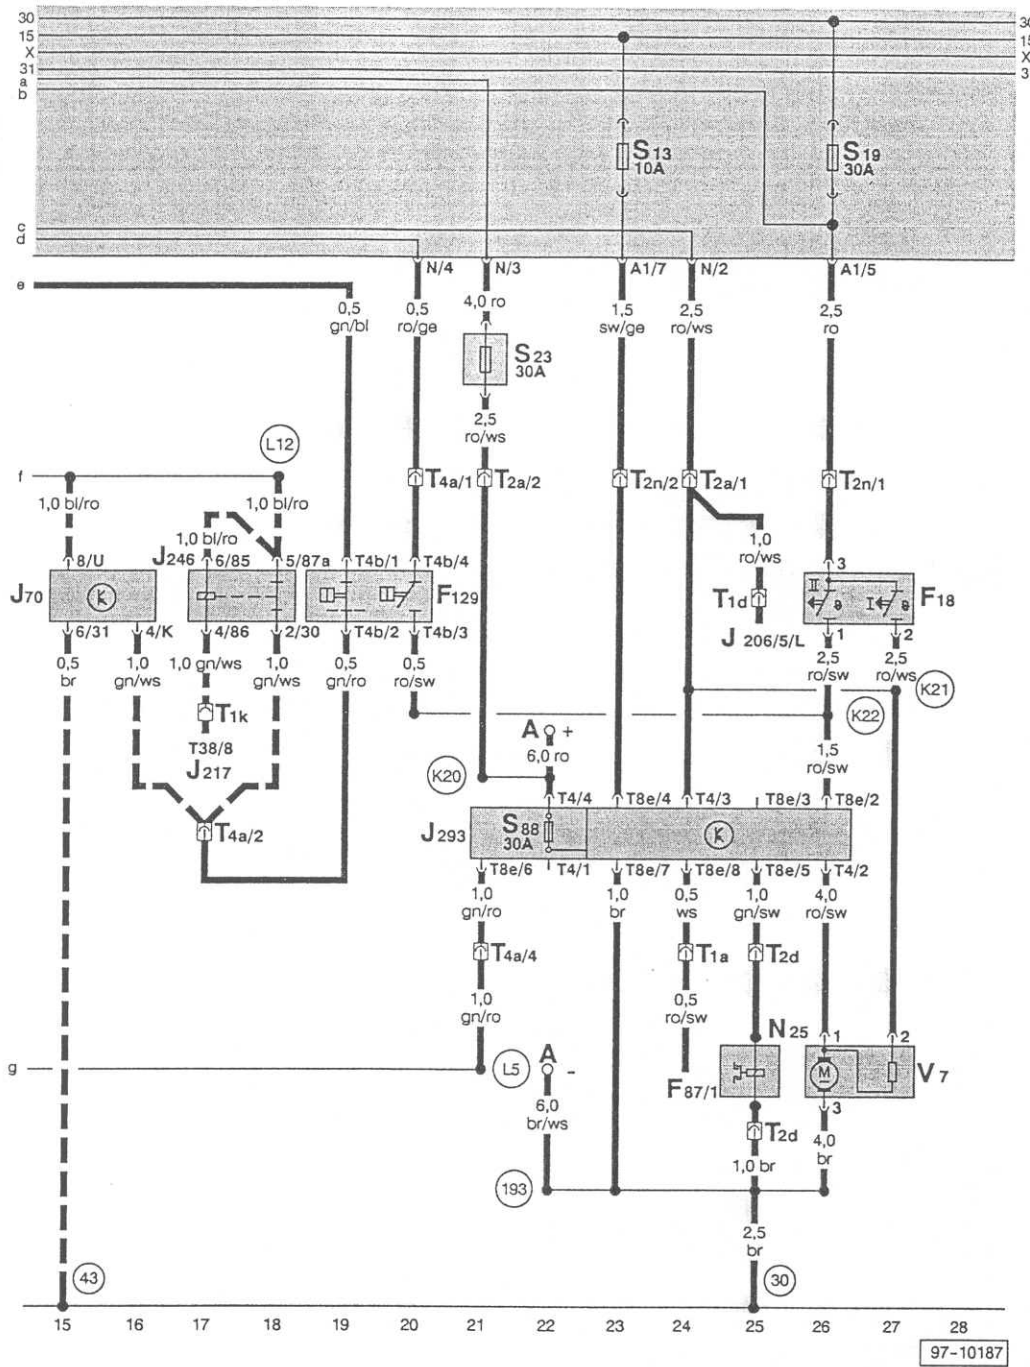 30 30
15 15
X X
31 3
a
b
S13 S19
10A 30A
c
d
N/4 N/3 A1/7 N/2 A1/5
e
0,5 0,5 4,0 ro 1,5 2,5 2,5
gn/bl ro/ge sw/ge ro/ws ro
S23
30A
2,5
ro/ws
L12
f
T4a/1 T2a/2 T2n/2 T2a/1 T2n/1
1,0 bl/ro 1,0 bl/ro
1,0 bl/ro
1,0
ro/ws
8/U J246 6/85 5/87a T4b/1 T4b/4 3
J70 k F129 T1d II I F18
6/31 4/K 4/86 2/30 T4b/2 T4b/3 J206/5/L 1 2
0,5 1,0 1,0 gn/ws 1,0 0,5 0,5 2,5 2,5
br gn/ws gn/ws gn/ro ro/sw ro/sw ro/ws
K21
T1k K22
A +
T38/8 6,0 ro 1,5
J217 K20 ro/sw
T4/4 T8e/4 T4/3 T8e/3 T8e/2
T4a/2 J293 S88 k
30A
T8e/6 T4/1 T8e/7 T8e/8 T8e/5 T4/2
1,0 1,0 0,5 1,0 4,0
gn/ro br ws gn/sw ro/sw
T4a/4 T1a T2d
1,0 0,5
gn/ro ro/sw
N25 1 2
g L5 A - M V7
F87/1
6,0 3
br/ws T2d 4,0
br
1,0 br
193
2,5
br
43 30
15 16 17 18 19 20 21 22 23 24 25 26 27 28
97-10187